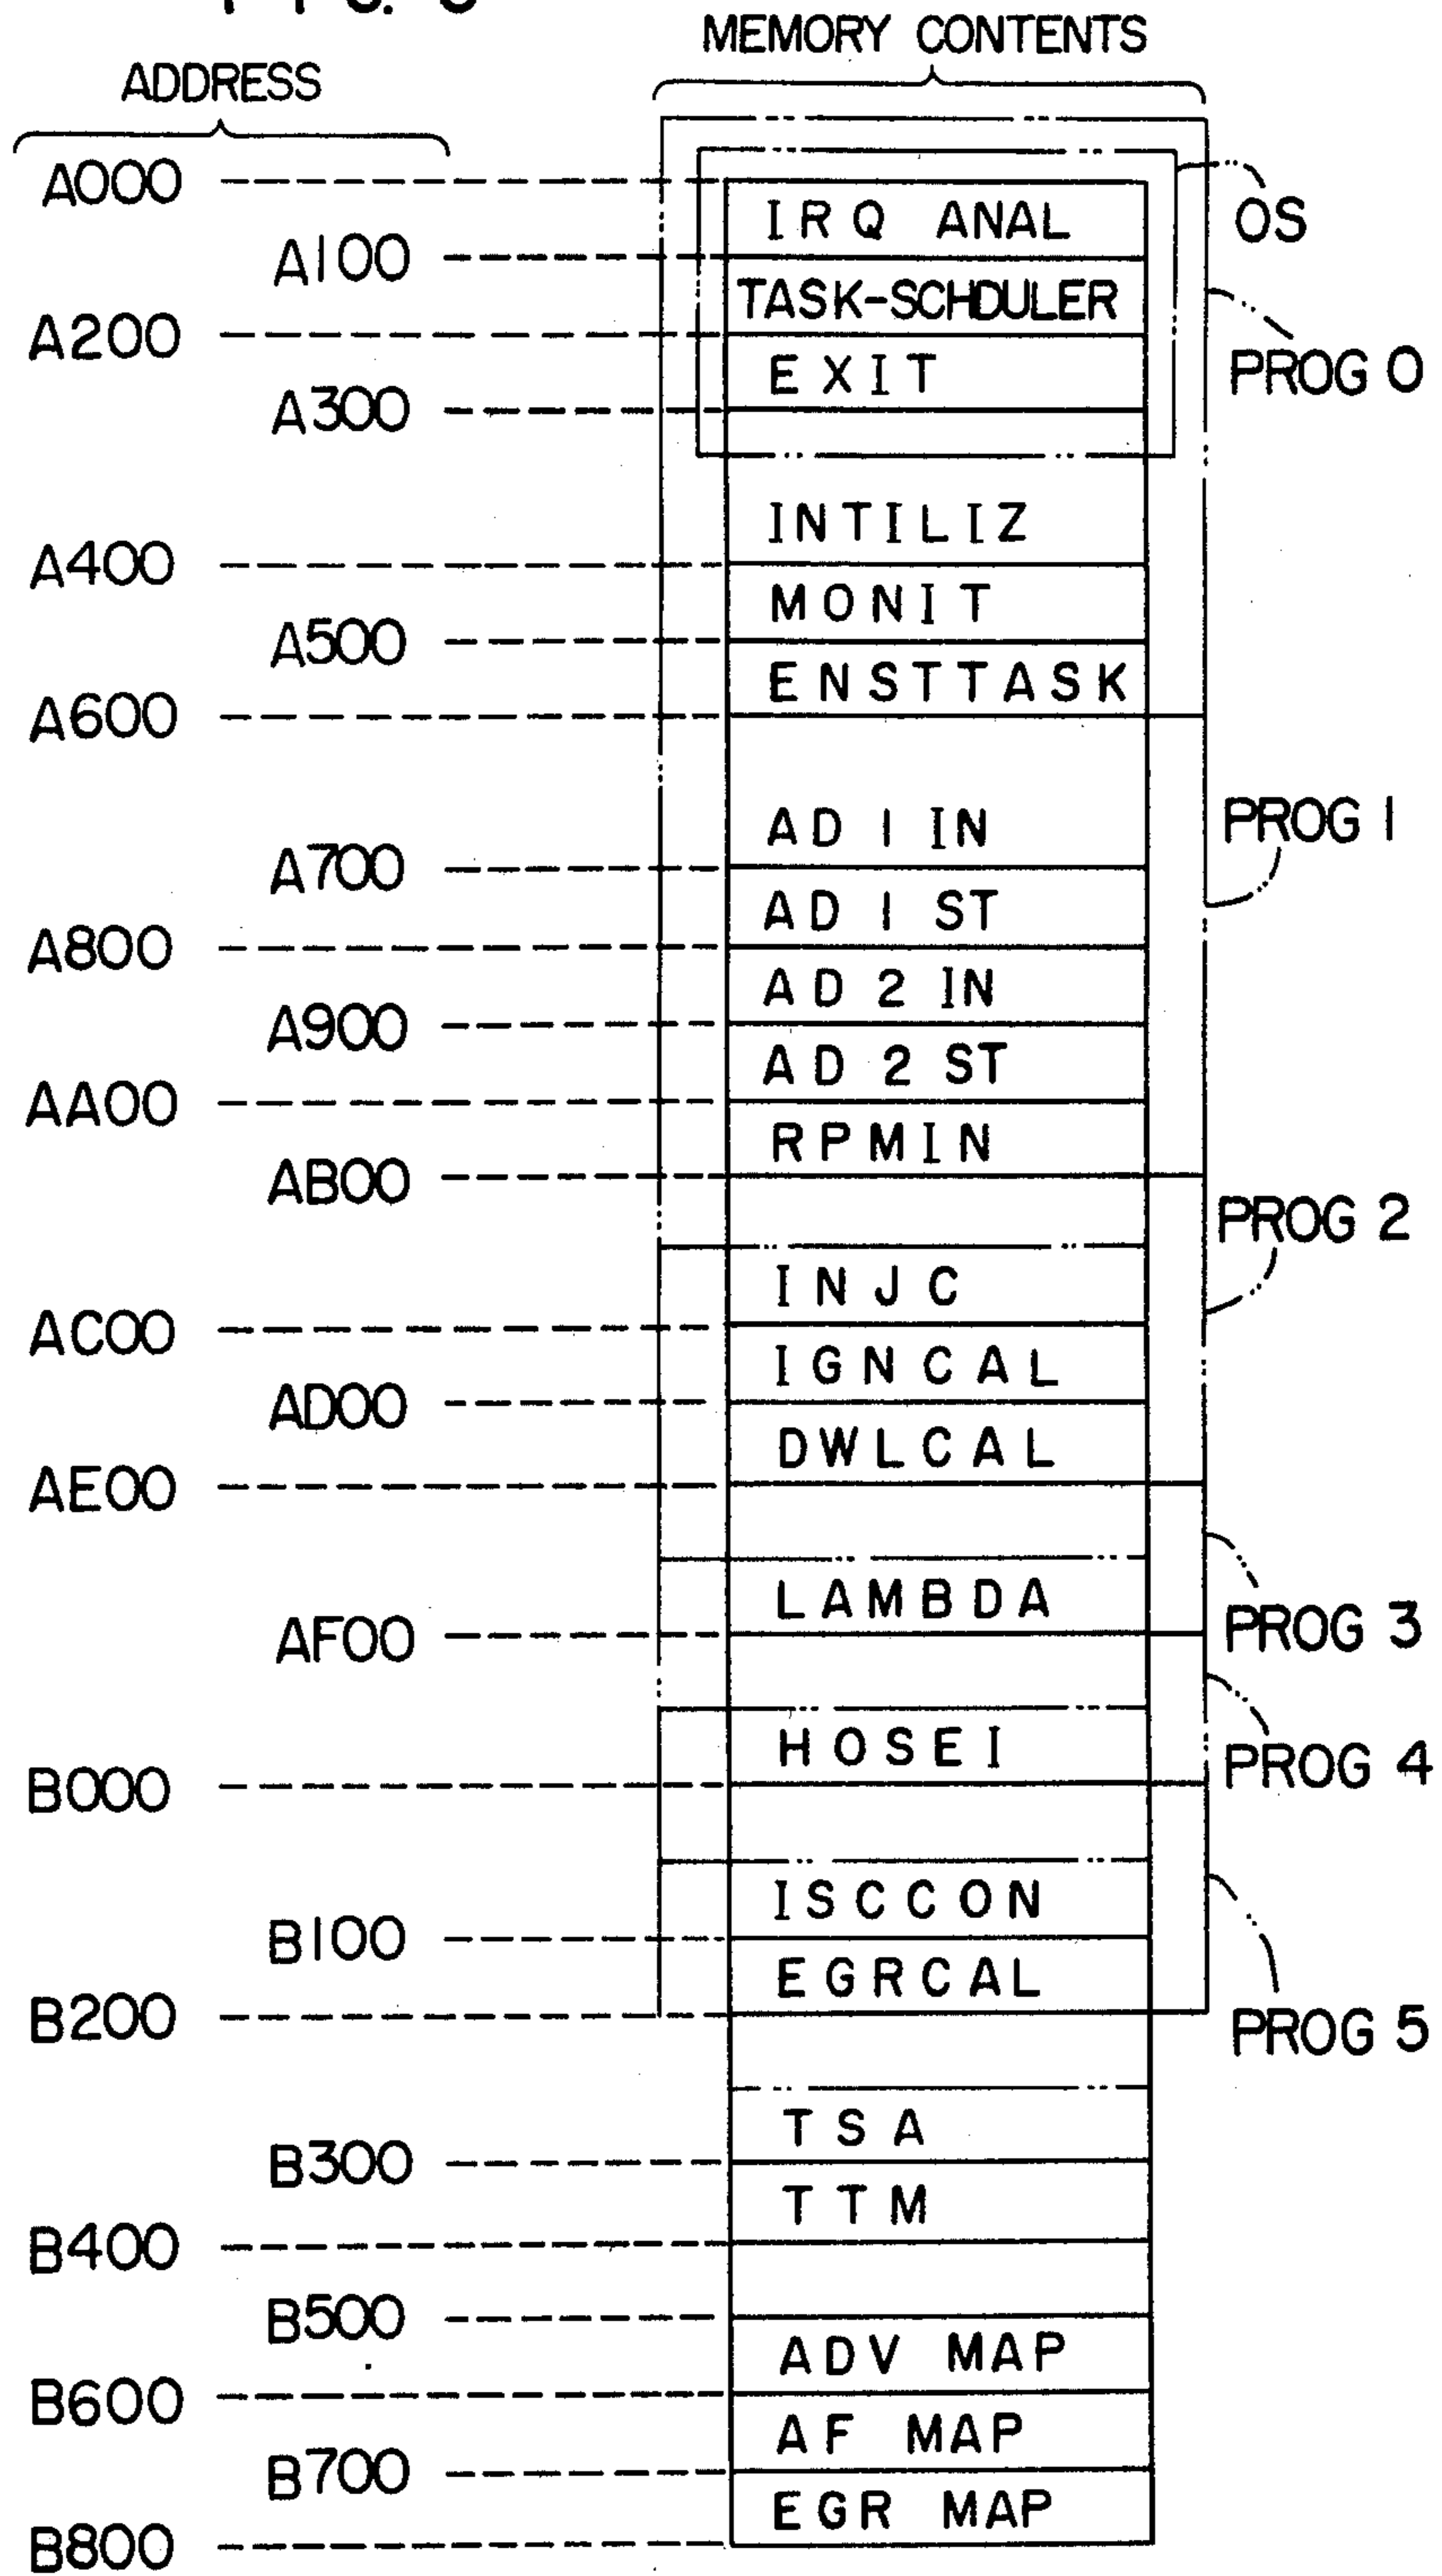 MEMORY CONTENTS
ADDRESS
A000
IRQ ANAL
OS
A100
TASK-SCHDULER
A200
EXIT
PROG 0
A300
INTILIZ
A400
MONIT
A500
ENSTTASK
A600
AD 1 IN
PROG 1
A700
AD 1 ST
A800
AD 2 IN
A900
AD 2 ST
AA00
RPMIN
AB00
PROG 2
INJC
AC00
IGNCAL
AD00
DWLCAL
AE00
LAMBDA
PROG 3
AF00
HOSEI
PROG 4
B000
ISCCON
B100
EGRCAL
B200
PROG 5
TSA
B300
TTM
B400
B500
ADV MAP
B600
AF MAP
B700
EGR MAP
B800